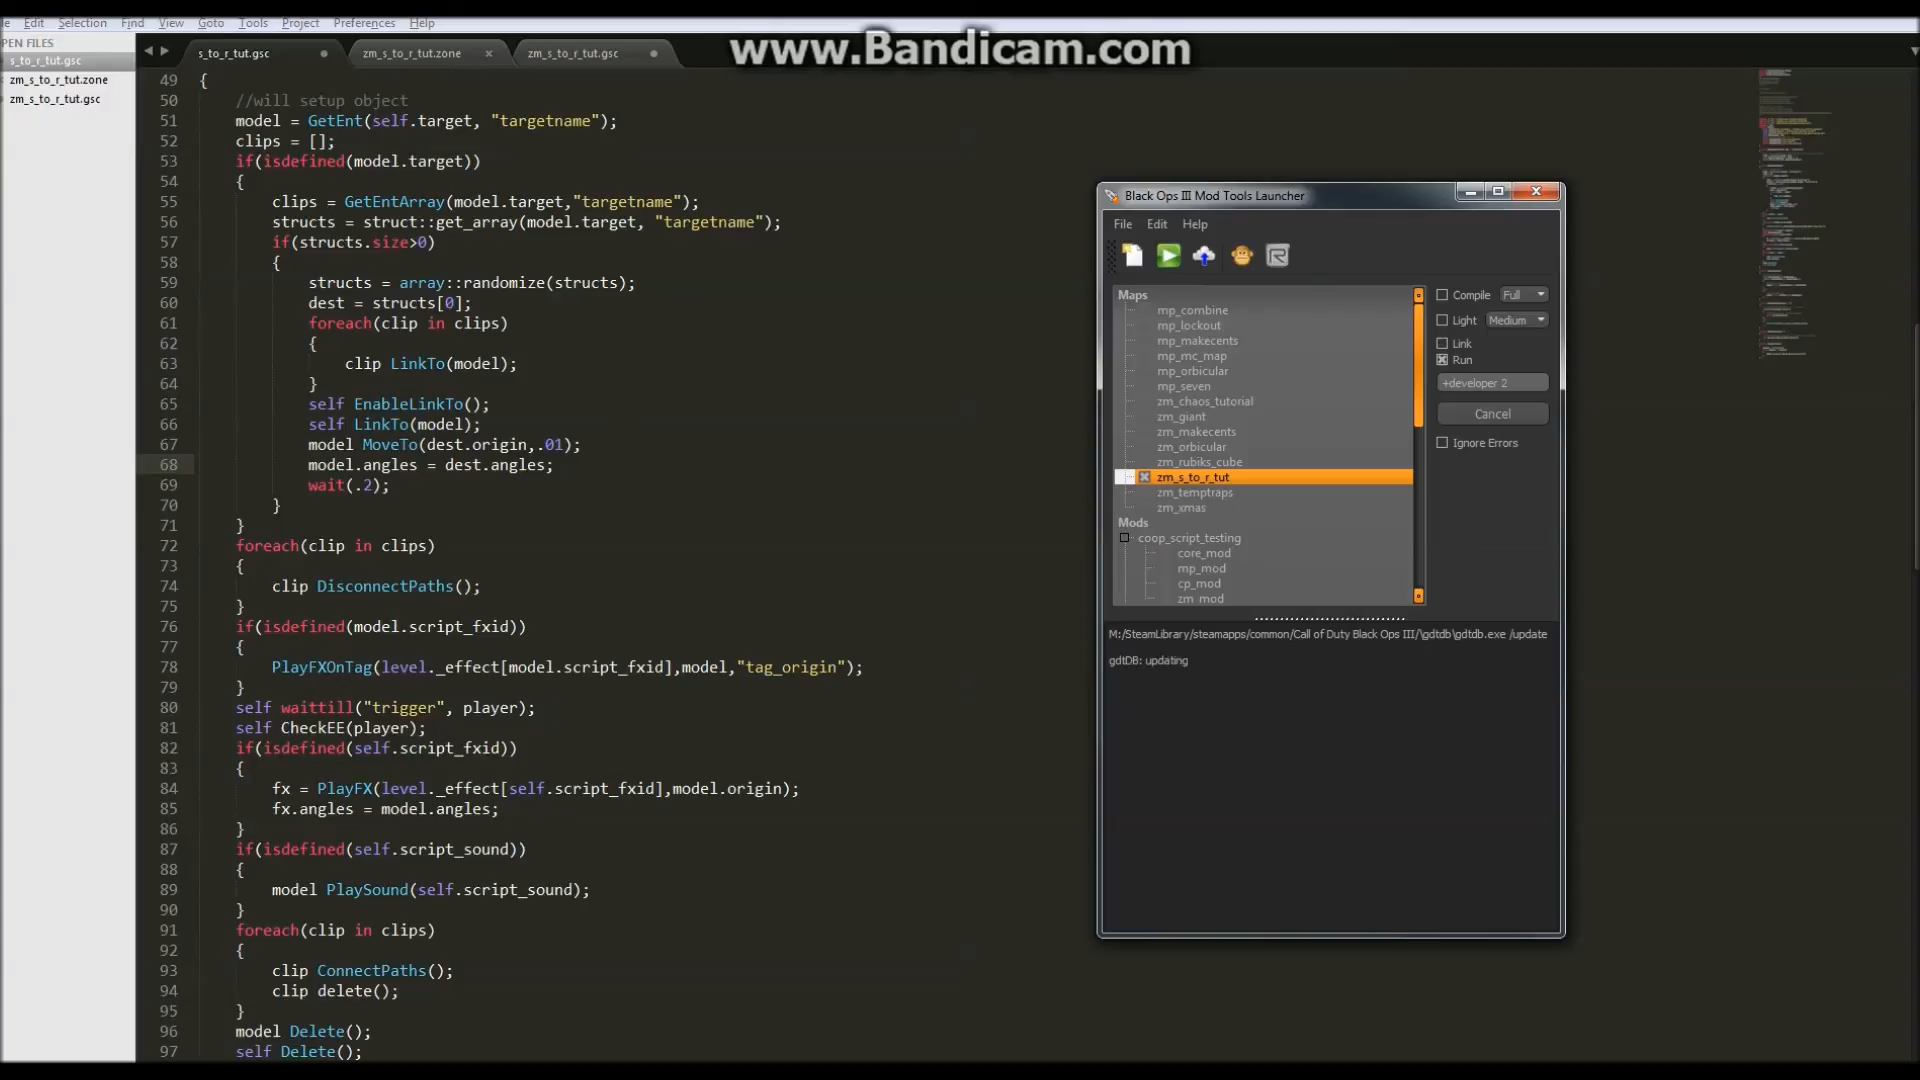 Edit Selection Find View Goto Tools Project Preferences Help
www.Bandicam.com
s_to_r_tut.gsc
zm_s_to_r_tut.zone
zm_s_to_r_tut.gsc
PEN FILES
s_to_r_tut.gsc
zm_s_to_r_tut.zone
zm_s_to_r_tut.gsc
49 {
50 //will setup object
51 model = GetEnt(self.target, "targetname");
52 clips = [];
53 if(isdefined(model.target))
54 {
55 clips = GetEntArray(model.target,"targetname");
56 structs = struct::get_array(model.target, "targetname");
57 if(structs.size>0)
58 {
59 structs = array::randomize(structs);
60 dest = structs[0];
61 foreach(clip in clips)
62 {
63 clip LinkTo(model);
64 }
65 self EnableLinkTo();
66 self LinkTo(model);
67 model MoveTo(dest.origin,.01);
68 model.angles = dest.angles;
69 wait(.2);
70 }
71 }
72 foreach(clip in clips)
73 {
74 clip DisconnectPaths();
75 }
76 if(isdefined(model.script_fxid))
77 {
78 PlayFXOnTag(level._effect[model.script_fxid],model,"tag_origin");
79 }
80 self waittill("trigger", player);
81 self CheckEE(player);
82 if(isdefined(self.script_fxid))
83 {
84 fx = PlayFX(level._effect[self.script_fxid],model.origin);
85 fx.angles = model.angles;
86 }
87 if(isdefined(self.script_sound))
88 {
89 model PlaySound(self.script_sound);
90 }
91 foreach(clip in clips)
92 {
93 clip ConnectPaths();
94 clip delete();
95 }
96 model Delete();
97 self Delete();
Black Ops III Mod Tools Launcher
File Edit Help
Maps
mp_combine
mp_lockout
mp_makecents
mp_mc_map
mp_orbicular
mp_seven
zm_chaos_tutorial
zm_giant
zm_makecents
zm_orbicular
zm_rubiks_cube
zm_s_to_r_tut
zm_temptraps
zm_xmas
Mods
coop_script_testing
core_mod
mp_mod
cp_mod
zm_mod
Compile Full
Light Medium
Link
Run
+developer 2
Cancel
Ignore Errors
M:/SteamLibrary/steamapps/common/Call of Duty Black Ops III/\gdtdb\gdtdb.exe /update
gdtDB: updating